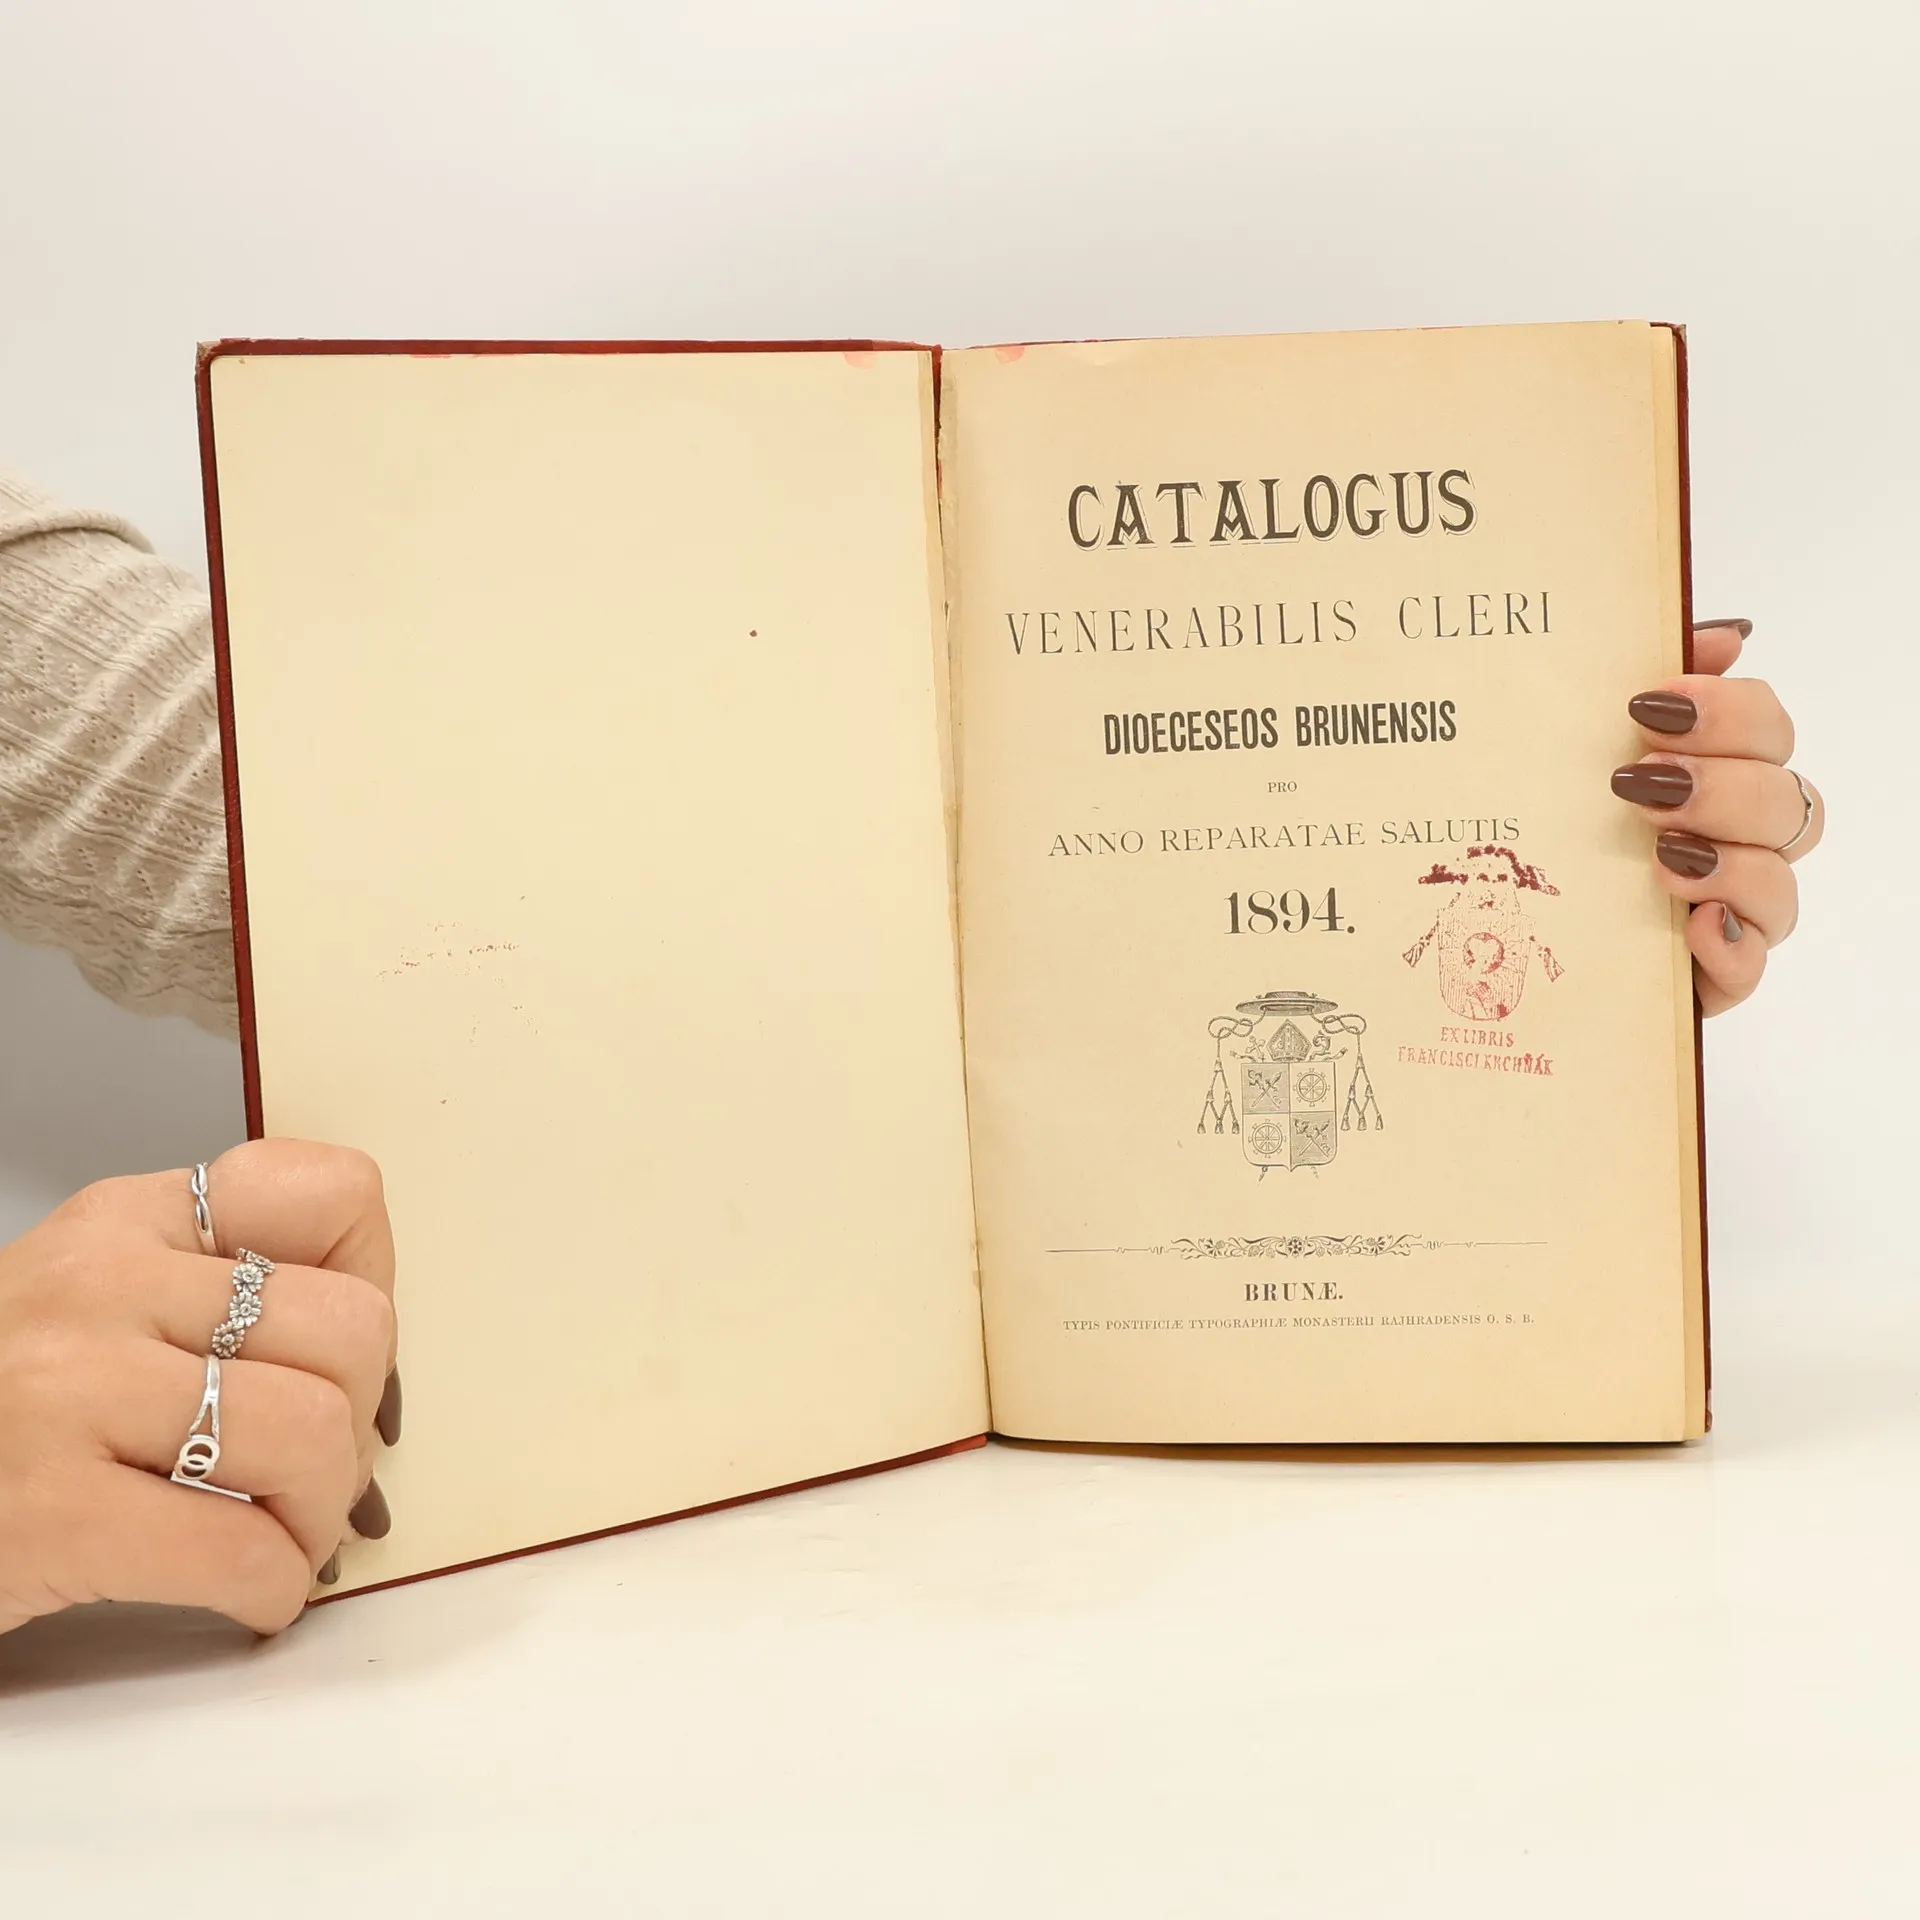 CATALOGUS
VENERABILIS CLERI
DIOECESEOS BRUNENSIS
PRO
ANNO REPARATAE SALUTIS
1894.
EX LIBRIS
FRANCISCI KRCHŇÁK
BRUNÆ.
TYPIS PONTIFICIÆ TYPOGRAPHIÆ MONASTERII RAJHRADENSIS O. S. B.